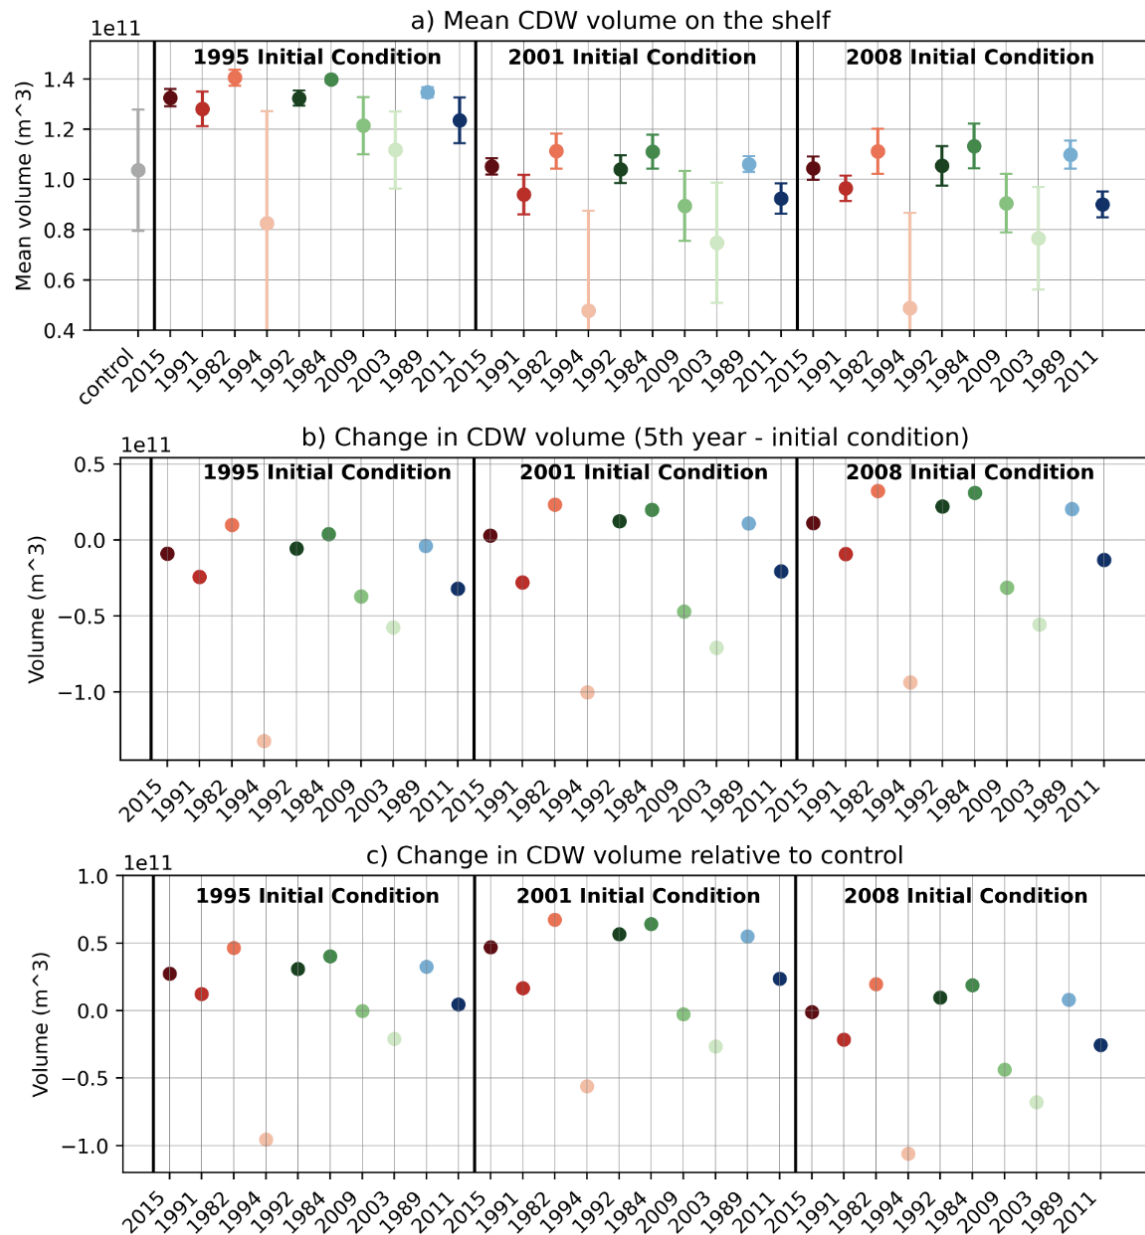 a) Mean CDW volume on the shelf
1e11
1995 Initial Condition 2001 Initial Condition 2008 Initial Condition
Mean volume (m^3)
1.4
1.2
1.0
0.8
0.6
0.4
control 2015 1991 1982 1994 1992 1984 2009 2003 1989 2011 2015 1991 1982 1994 1992 1984 2009 2003 1989 2011 2015 1991 1982 1994 1992 1984 2009 2003 1989 2011
b) Change in CDW volume (5th year - initial condition)
1e11
1995 Initial Condition 2001 Initial Condition 2008 Initial Condition
Volume (m^3)
0.5
0.0
−0.5
−1.0
2015 1991 1982 1994 1992 1984 2009 2003 1989 2011 2015 1991 1982 1994 1992 1984 2009 2003 1989 2011 2015 1991 1982 1994 1992 1984 2009 2003 1989 2011
c) Change in CDW volume relative to control
1e11
1995 Initial Condition 2001 Initial Condition 2008 Initial Condition
Volume (m^3)
1.0
0.5
0.0
−0.5
−1.0
2015 1991 1982 1994 1992 1984 2009 2003 1989 2011 2015 1991 1982 1994 1992 1984 2009 2003 1989 2011 2015 1991 1982 1994 1992 1984 2009 2003 1989 2011